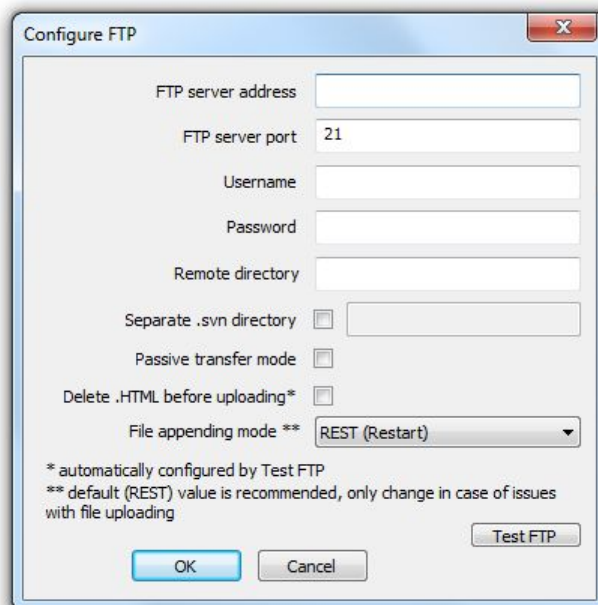 Configure FTP
FTP server address
FTP server port 21
Username
Password
Remote directory
Separate .svn directory
Passive transfer mode
Delete .HTML before uploading*
File appending mode ** REST (Restart)
* automatically configured by Test FTP
** default (REST) value is recommended, only change in case of issues
with file uploading
Test FTP
OK Cancel